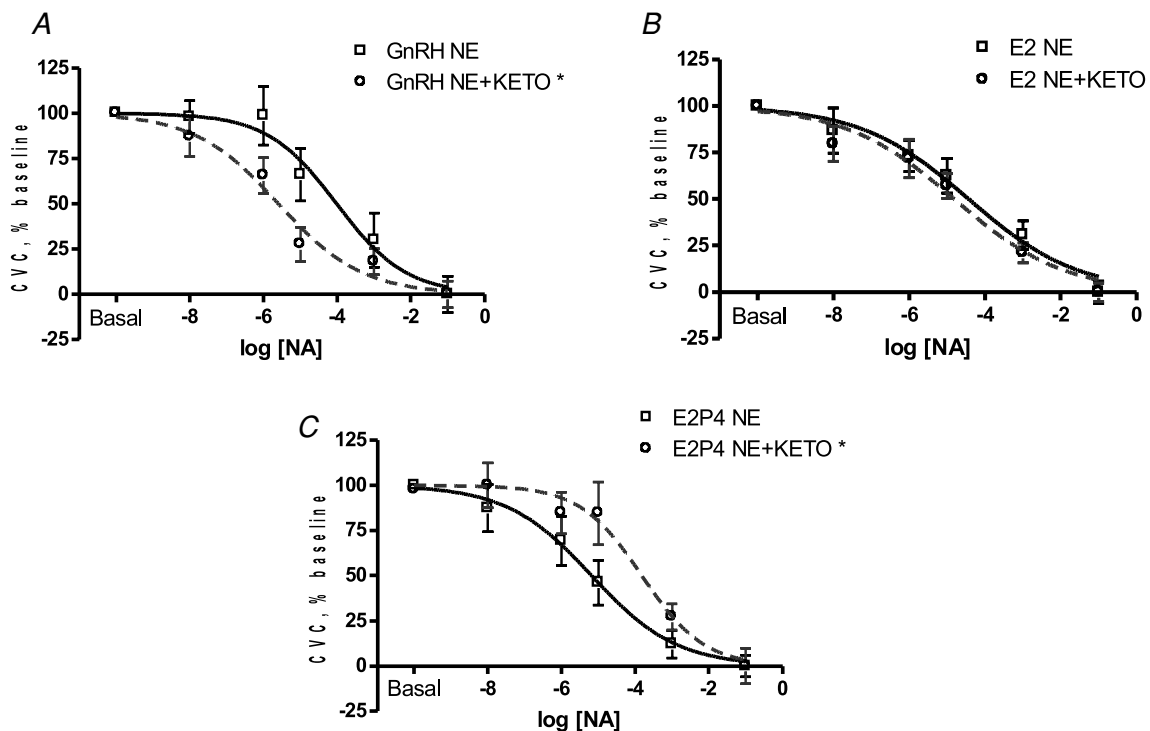 A
GnRH NE
GnRH NE+KETO *
125
100
75
50
25
0
-25
CVC, % baseline
Basal -8 -6 -4 -2 0
log [NA]
B
E2 NE
E2 NE+KETO
125
100
75
50
25
0
-25
CVC, % baseline
Basal -8 -6 -4 -2 0
log [NA]
C
E2P4 NE
E2P4 NE+KETO *
125
100
75
50
25
0
-25
CVC, % baseline
Basal -8 -6 -4 -2 0
log [NA]